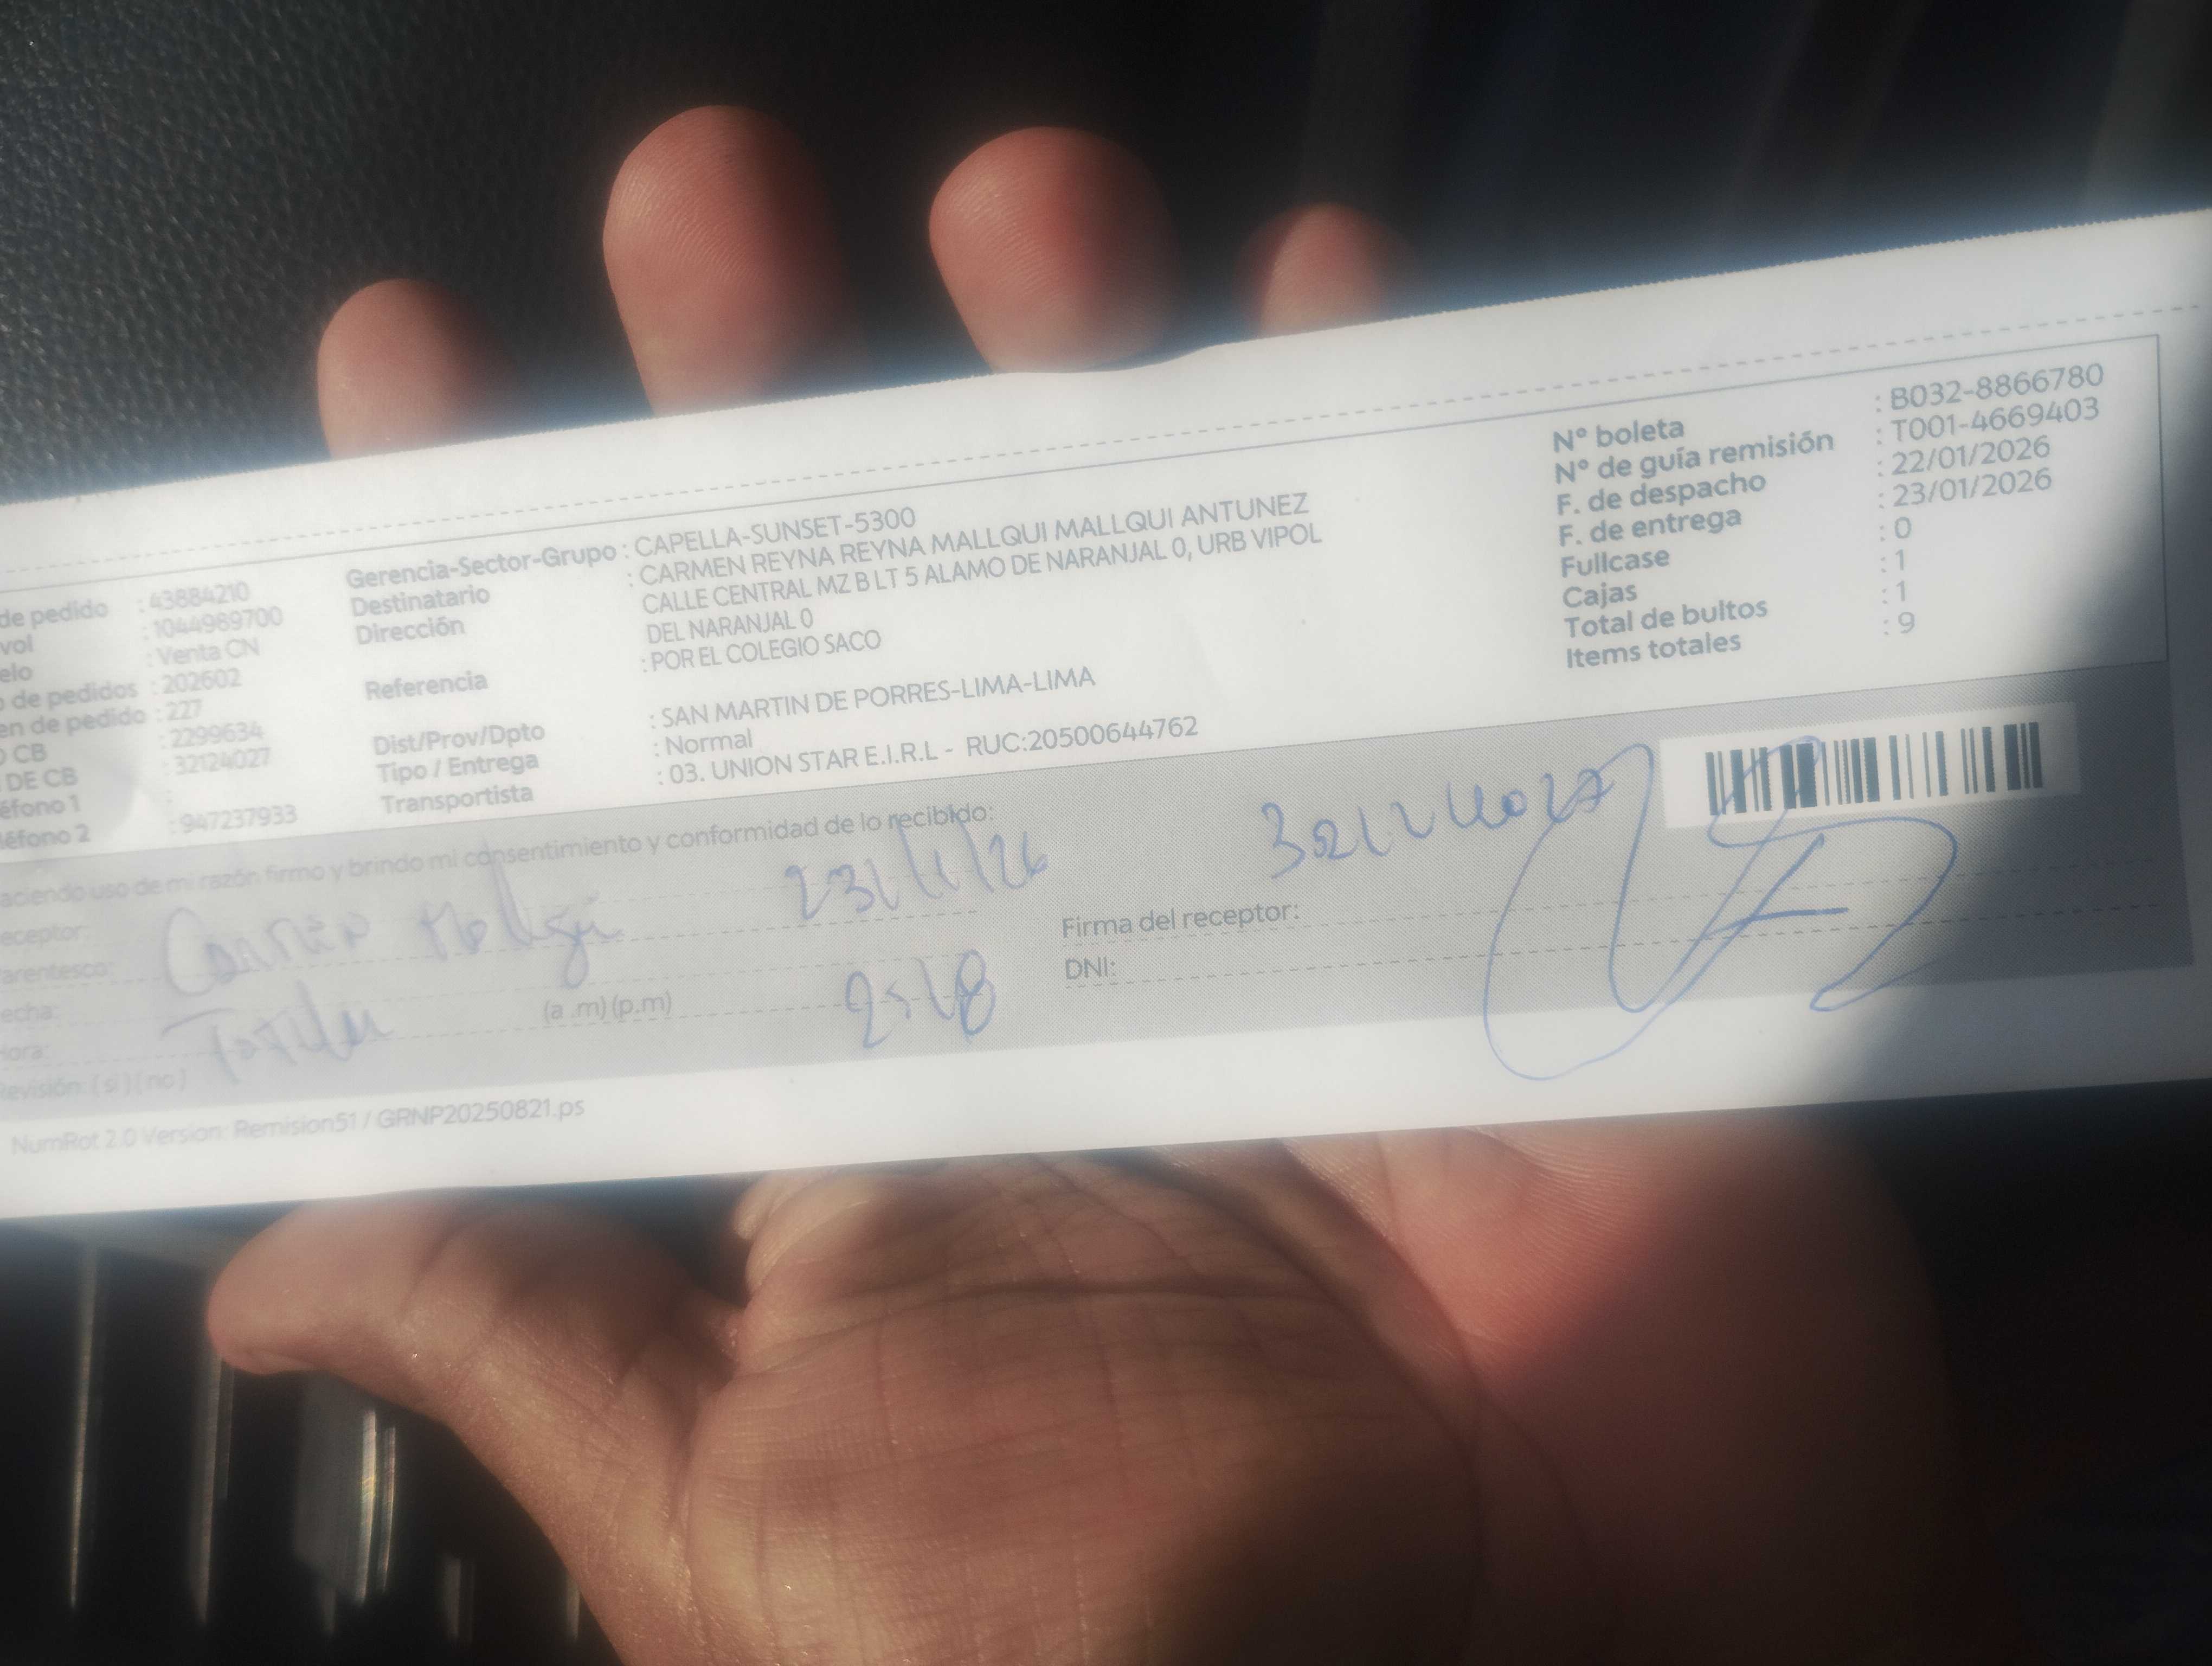 de pedido : 43884210
vol : 1044989700
elo : Venta CN
o de pedidos : 202602
en de pedido : 227
O CB : 2299634
DE CB : 32124027
éfono 1 :
léfono 2 : 947237933
Gerencia-Sector-Grupo : CAPELLA-SUNSET-5300
Destinatario : CARMEN REYNA REYNA MALLQUI MALLQUI ANTUNEZ
Dirección CALLE CENTRAL MZ B LT 5 ALAMO DE NARANJAL 0, URB VIPOL
DEL NARANJAL 0
Referencia : POR EL COLEGIO SACO
Dist/Prov/Dpto : SAN MARTIN DE PORRES-LIMA-LIMA
Tipo / Entrega : Normal
Transportista : 03. UNION STAR E.I.R.L - RUC:20500644762
N° boleta : B032-8866780
N° de guía remisión : T001-4669403
F. de despacho : 22/01/2026
F. de entrega : 23/01/2026
Fullcase : 0
Cajas : 1
Total de bultos : 1
Items totales : 9
aciendo uso de mi razón firmo y brindo mi consentimiento y conformidad de lo recibido:
eceptor: 23/1/26 32124027
arentesco: Firma del receptor:
echa: DNI:
Hora: (a .m) (p.m)
Revisión: ( si ) ( no )
NumRot 2.0 Version: Remision51 / GRNP20250821.ps